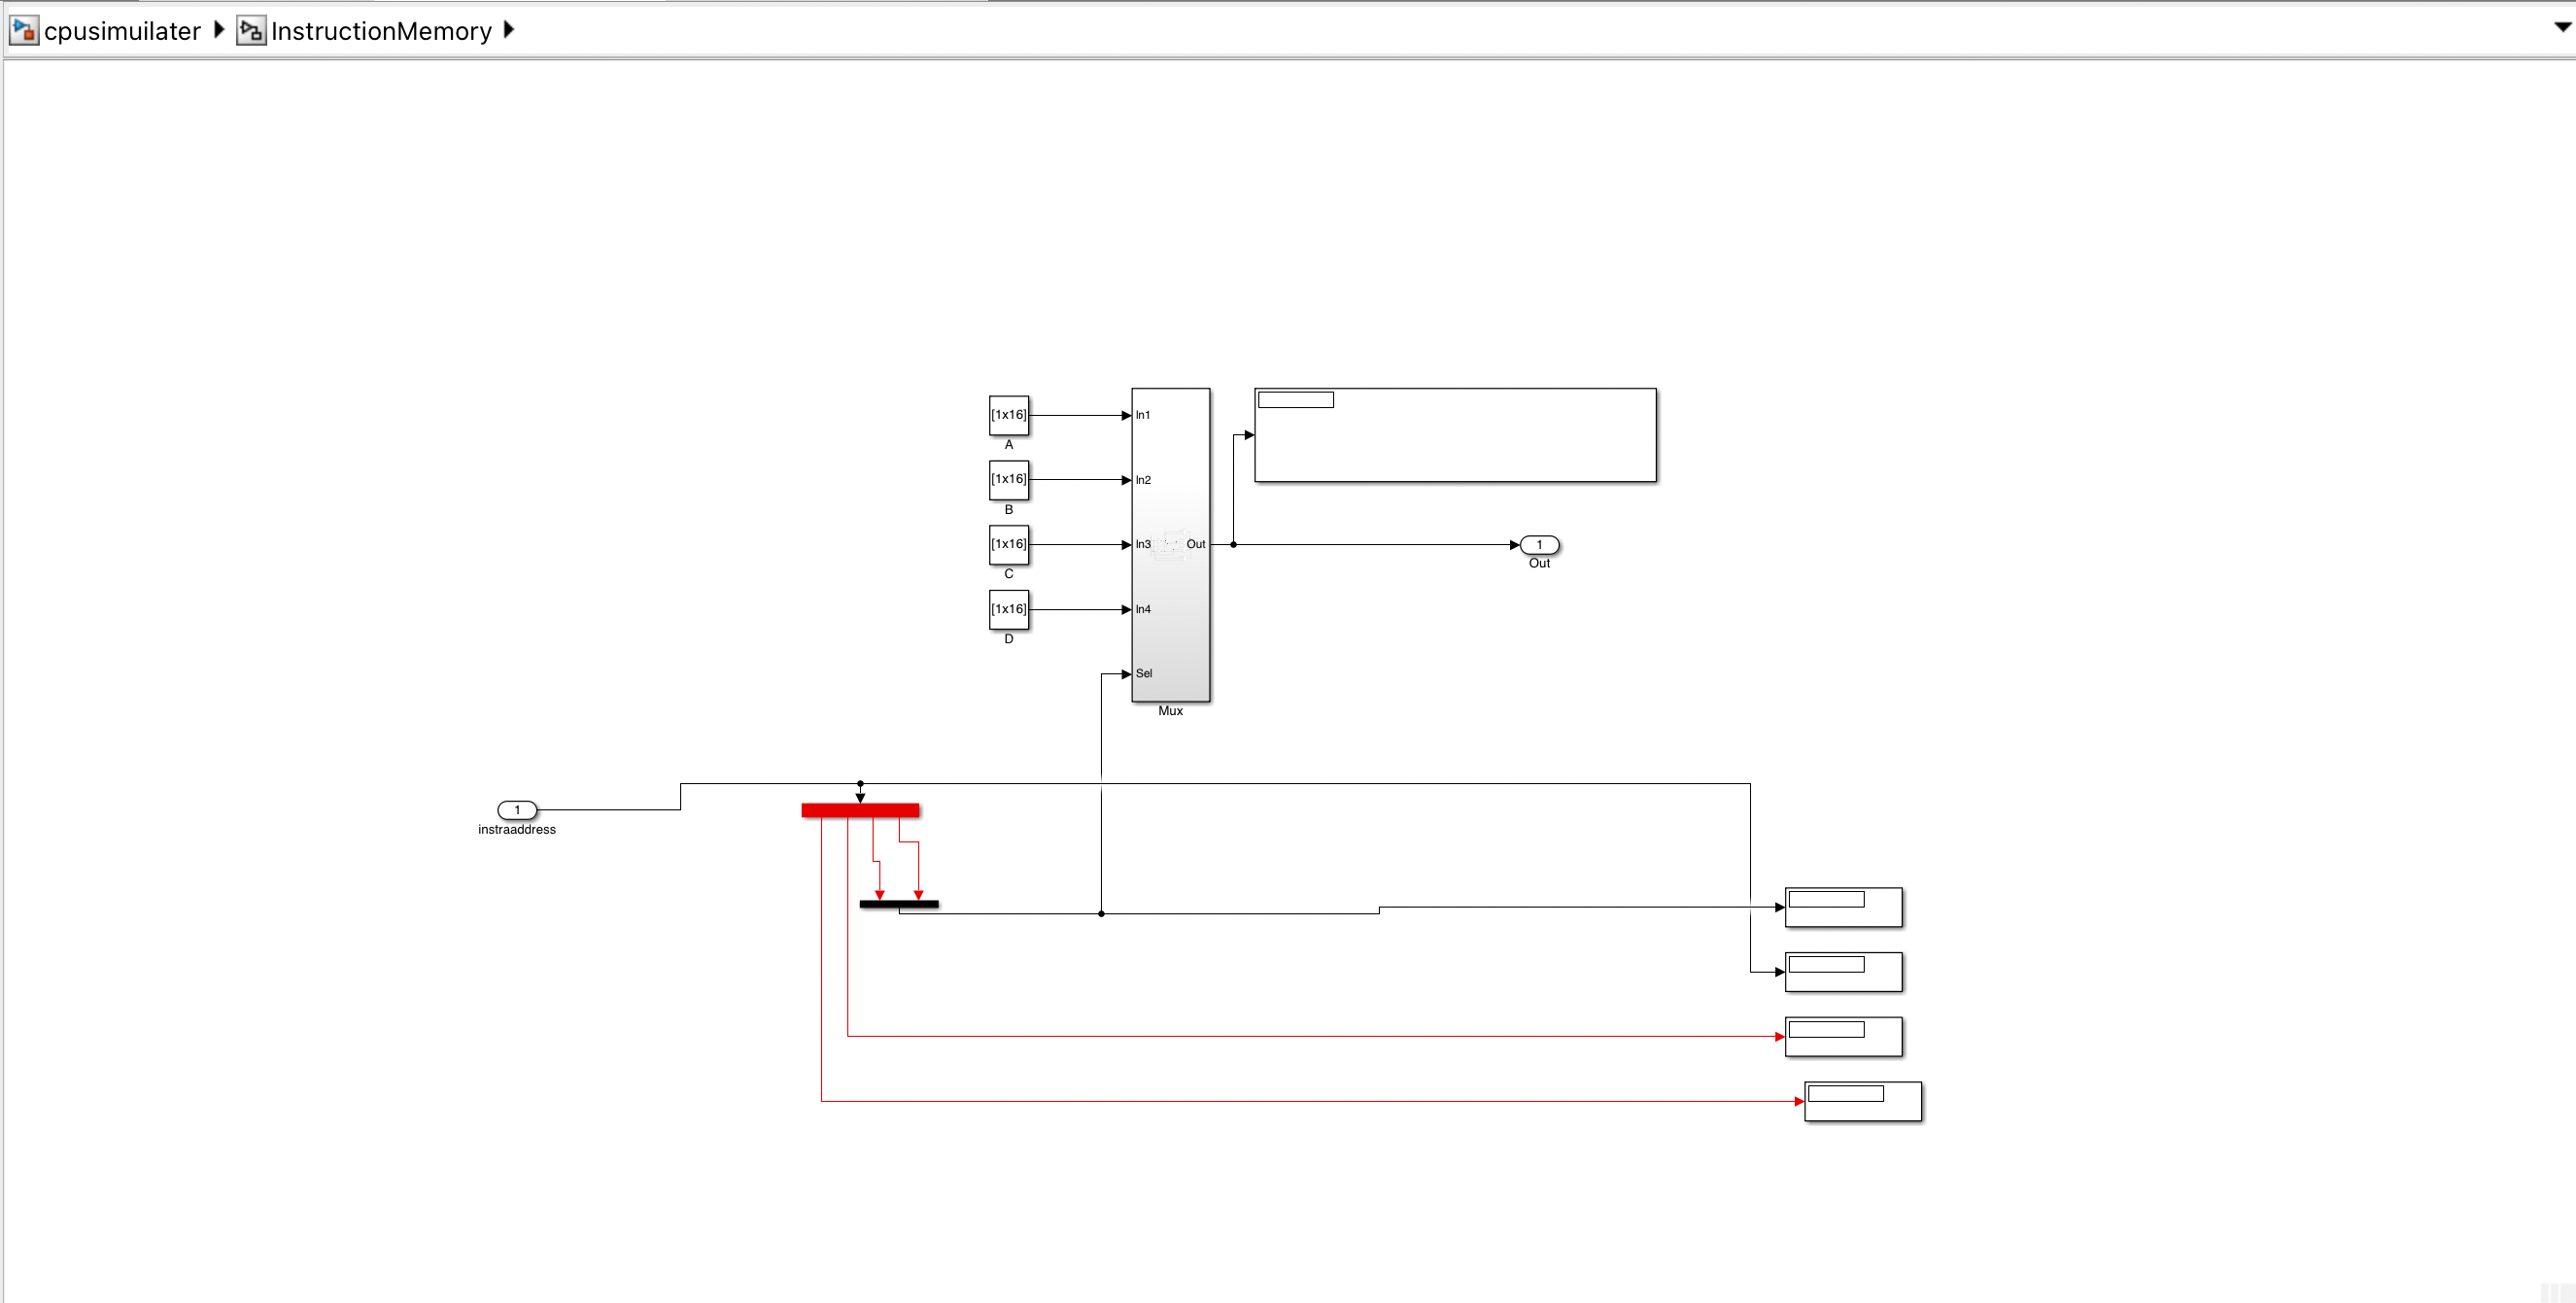 cpusimuilater InstructionMemory
[1x16] In1
A
[1x16] In2
B
[1x16] In3 Out 1
C Out
[1x16] In4
D
Sel
Mux
1
instraaddress